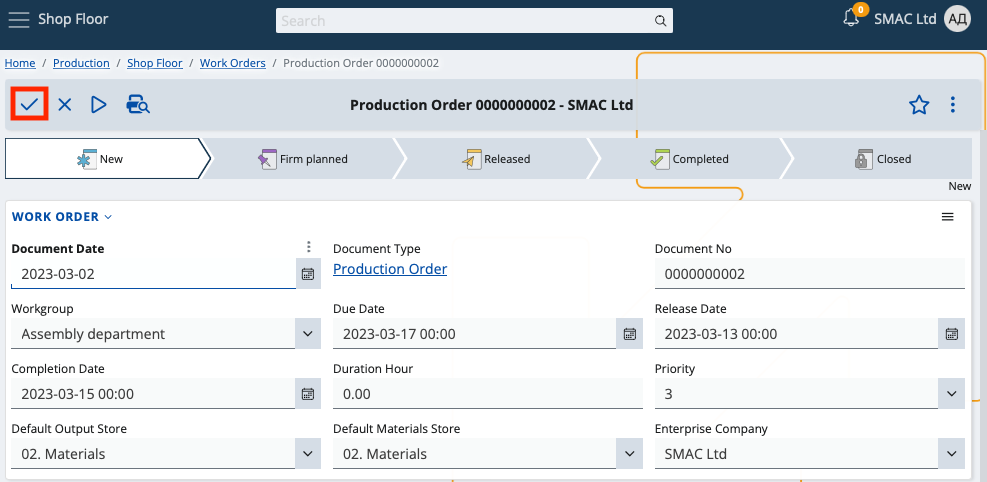 Shop Floor
Search
0
SMAC Ltd
АД
Home / Production / Shop Floor / Work Orders / Production Order 0000000002
Production Order 0000000002 - SMAC Ltd
New
Firm planned
Released
Completed
Closed
New
WORK ORDER
Document Date
Document Type
Document No
2023-03-02
Production Order
0000000002
Workgroup
Due Date
Release Date
Assembly department
2023-03-17 00:00
2023-03-13 00:00
Completion Date
Duration Hour
Priority
2023-03-15 00:00
0.00
3
Default Output Store
Default Materials Store
Enterprise Company
02. Materials
02. Materials
SMAC Ltd